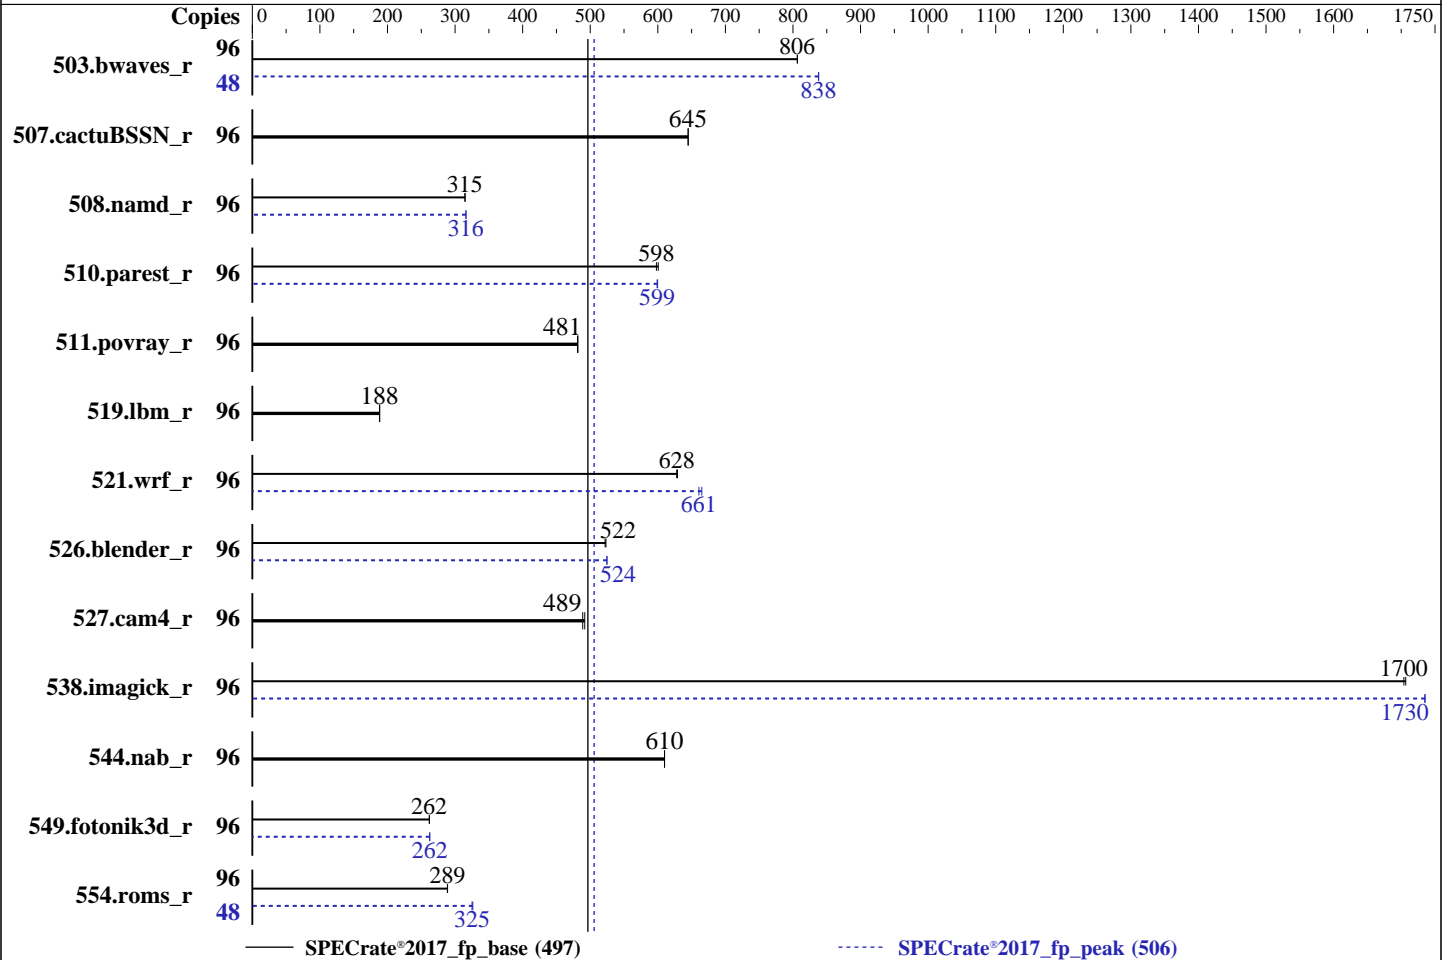 Copies 0 100 200 300 400 500 600 700 800 900 1000 1100 1200 1300 1400 1500 1600 1750
503.bwaves_r 96 806
48 838
507.cactuBSSN_r 96 645
508.namd_r 96 315
316
510.parest_r 96 598
599
511.povray_r 96 481
519.lbm_r 96 188
521.wrf_r 96 628
661
526.blender_r 96 522
524
527.cam4_r 96 489
538.imagick_r 96 1700
1730
544.nab_r 96 610
549.fotonik3d_r 96 262
262
554.roms_r 96 289
48 325
SPECrate®2017_fp_base (497) SPECrate®2017_fp_peak (506)